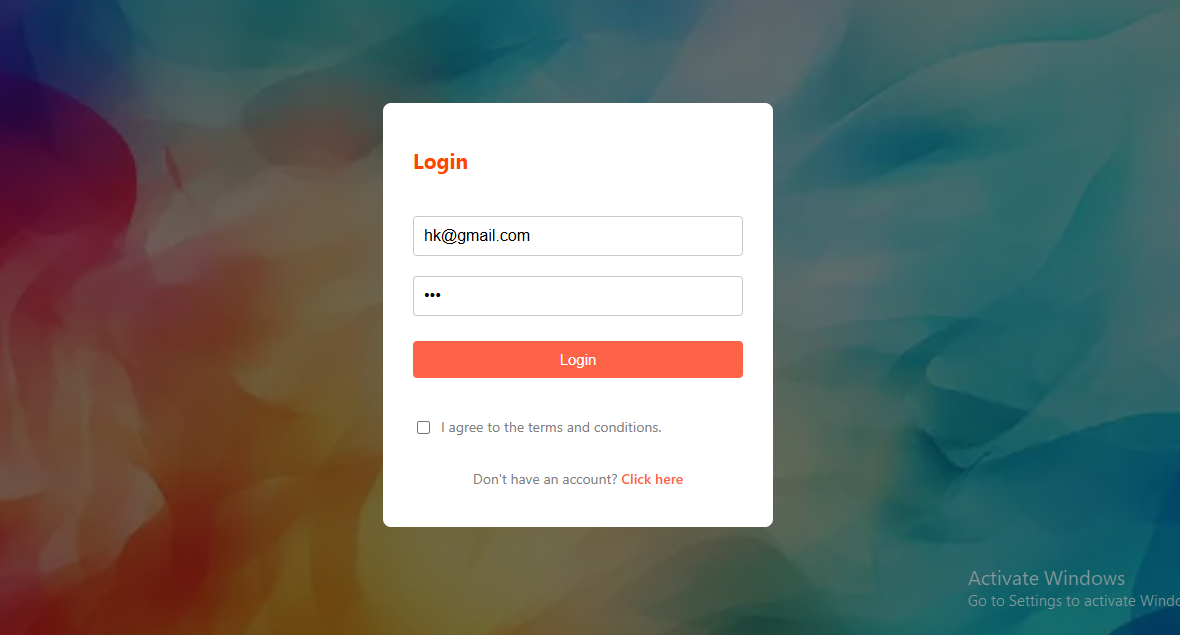 Login
hk@gmail.com
•••
Login
I agree to the terms and conditions.
Don't have an account? Click here
Activate Windows
Go to Settings to activate Windo